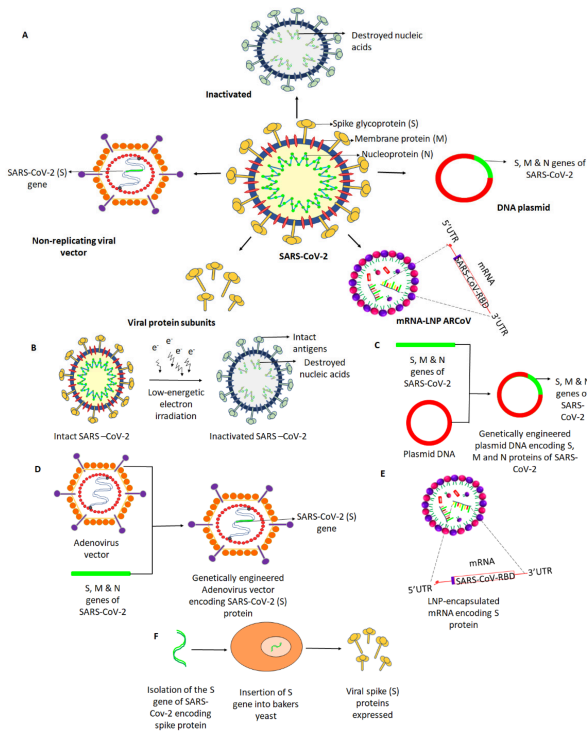 A
Destroyed nucleic
acids
Inactivated
Spike glycoprotein (S)
Membrane protein (M)
Nucleoprotein (N)
SARS-CoV-2 (S)
gene
S, M & N genes of
SARS-CoV-2
DNA plasmid
Non-replicating viral
vector
SARS-CoV-2
5'UTR
mRNA
SARS-CoV-RBD
3'UTR
Viral protein subunits
mRNA-LNP ARCoV
B
e-
e-
e-
e-
Intact
antigens
Destroyed
nucleic acids
Low-energetic
electron
irradiation
Intact SARS –CoV-2
Inactivated SARS –CoV-2
C
S, M & N
genes of
SARS-CoV-2
S, M & N
genes of
SARS-
CoV-2
Plasmid DNA
Genetically engineered
plasmid DNA encoding S,
M and N proteins of SARS-
CoV-2
D
Adenovirus
vector
S, M & N
genes of
SARS-CoV-2
SARS-CoV-2 (S)
gene
Genetically engineered
Adenovirus vector
encoding SARS-CoV-2 (S)
protein
E
mRNA
5'UTR
SARS-CoV-RBD
3'UTR
LNP-encapsulated
mRNA encoding S
protein
F
Isolation of the S
gene of SARS-
Cov-2 encoding
spike protein
Insertion of S
gene into bakers
yeast
Viral spike (S)
proteins
expressed